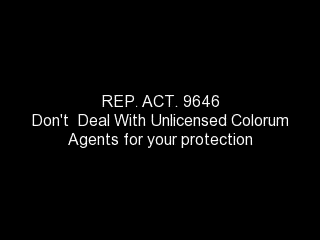 REP. ACT. 9646
Don't  Deal With Unlicensed Colorum
Agents for your protection